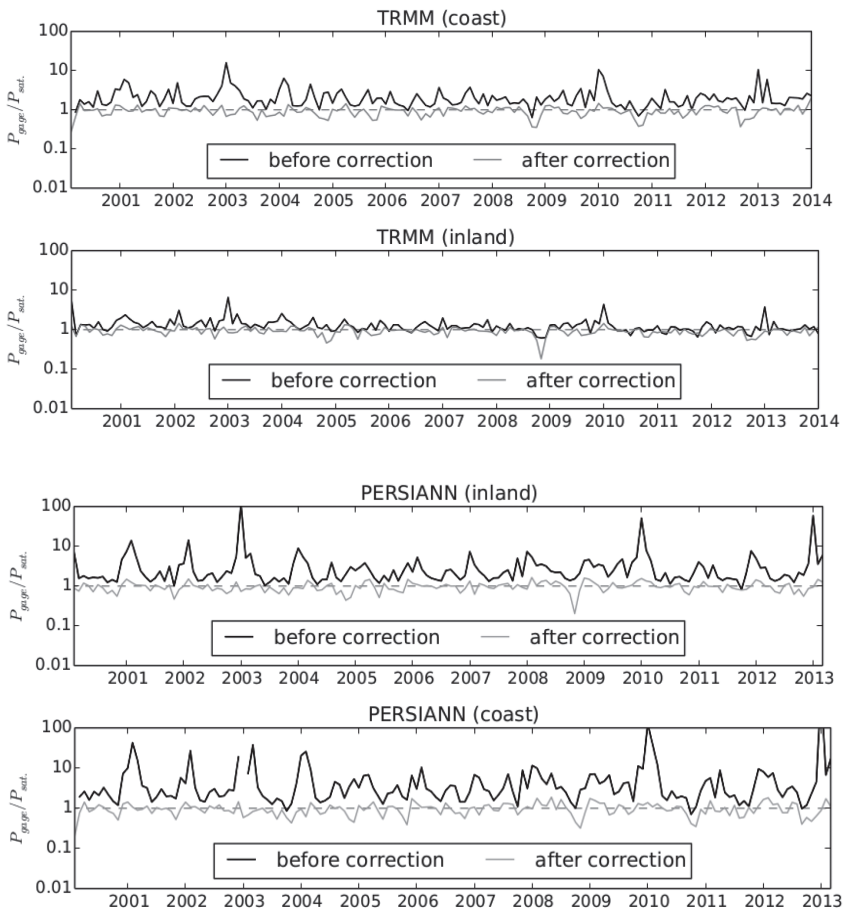 TRMM (coast)
100
10
1
0.1
0.01
P_gage/P_sat.
before correction after correction
2001 2002 2003 2004 2005 2006 2007 2008 2009 2010 2011 2012 2013 2014
TRMM (inland)
100
10
1
0.1
0.01
P_gage/P_sat.
before correction after correction
2001 2002 2003 2004 2005 2006 2007 2008 2009 2010 2011 2012 2013 2014
PERSIANN (inland)
100
10
1
0.1
0.01
P_gage/P_sat.
before correction after correction
2001 2002 2003 2004 2005 2006 2007 2008 2009 2010 2011 2012 2013
PERSIANN (coast)
100
10
1
0.1
0.01
P_gage/P_sat.
before correction after correction
2001 2002 2003 2004 2005 2006 2007 2008 2009 2010 2011 2012 2013